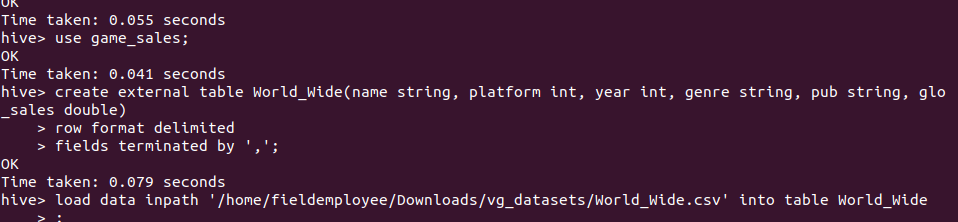 OK
Time taken: 0.055 seconds
hive> use game_sales;
OK
Time taken: 0.041 seconds
hive> create external table World_Wide(name string, platform int, year int, genre string, pub string, glo
_sales double)
    > row format delimited
    > fields terminated by ',';
OK
Time taken: 0.079 seconds
hive> load data inpath '/home/fieldemployee/Downloads/vg_datasets/World_Wide.csv' into table World_Wide
    > ;